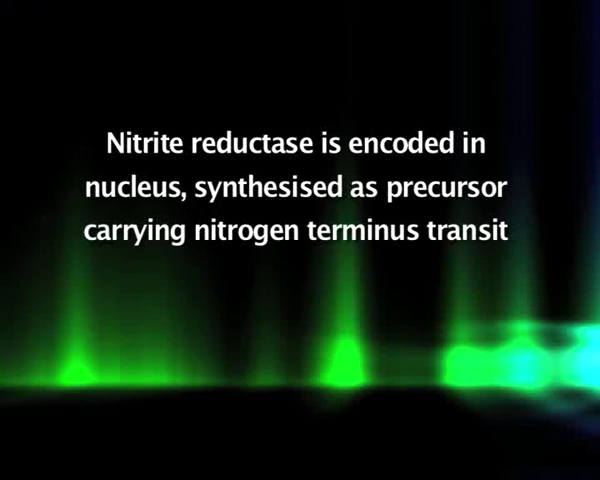 Nitrite reductase is encoded in
nucleus, synthesised as precursor
carrying nitrogen terminus transit